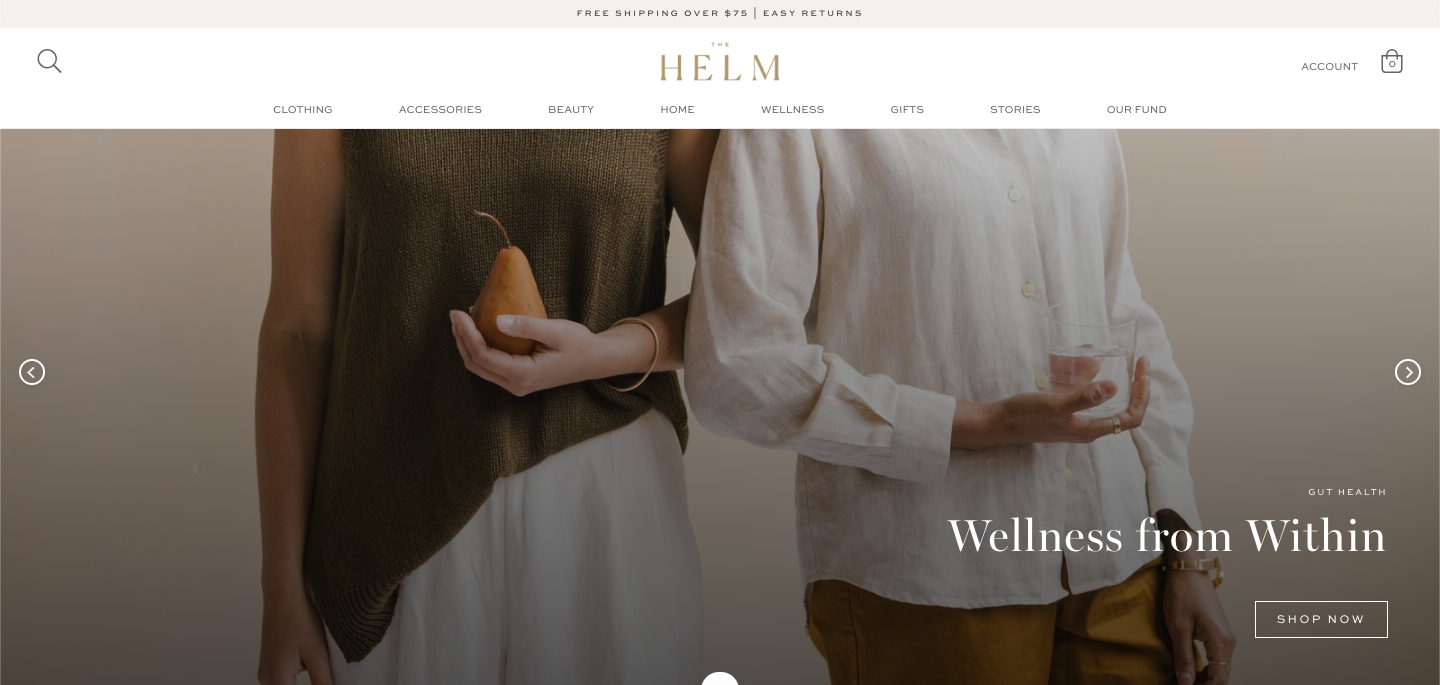 FREE SHIPPING OVER $75 | EASY RETURNS
THE
HELM
ACCOUNT
0
CLOTHING ACCESSORIES BEAUTY HOME WELLNESS GIFTS STORIES OUR FUND
GUT HEALTH
Wellness from Within
SHOP NOW